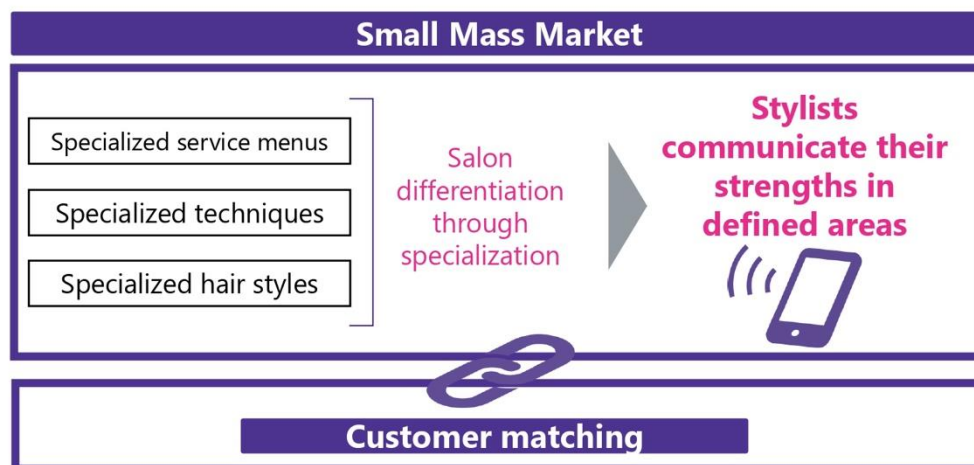 Small Mass Market
Specialized service menus
Specialized techniques
Specialized hair styles
Salon
differentiation
through
specialization
Stylists
communicate their
strengths in
defined areas
Customer matching